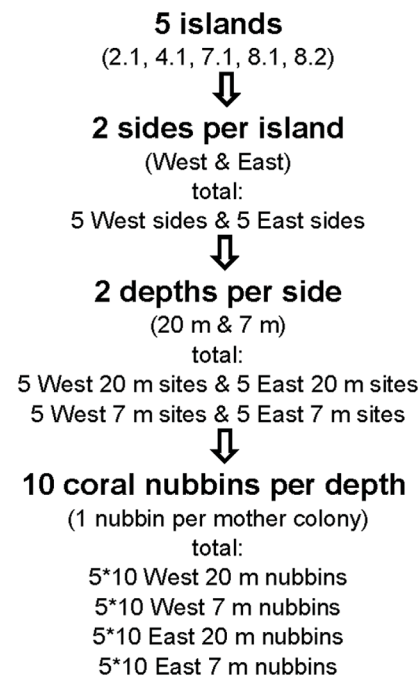 5 islands
(2.1, 4.1, 7.1, 8.1, 8.2)
2 sides per island
(West & East)
total:
5 West sides & 5 East sides
2 depths per side
(20 m & 7 m)
total:
5 West 20 m sites & 5 East 20 m sites
5 West 7 m sites & 5 East 7 m sites
10 coral nubbins per depth
(1 nubbin per mother colony)
total:
5*10 West 20 m nubbins
5*10 West 7 m nubbins
5*10 East 20 m nubbins
5*10 East 7 m nubbins